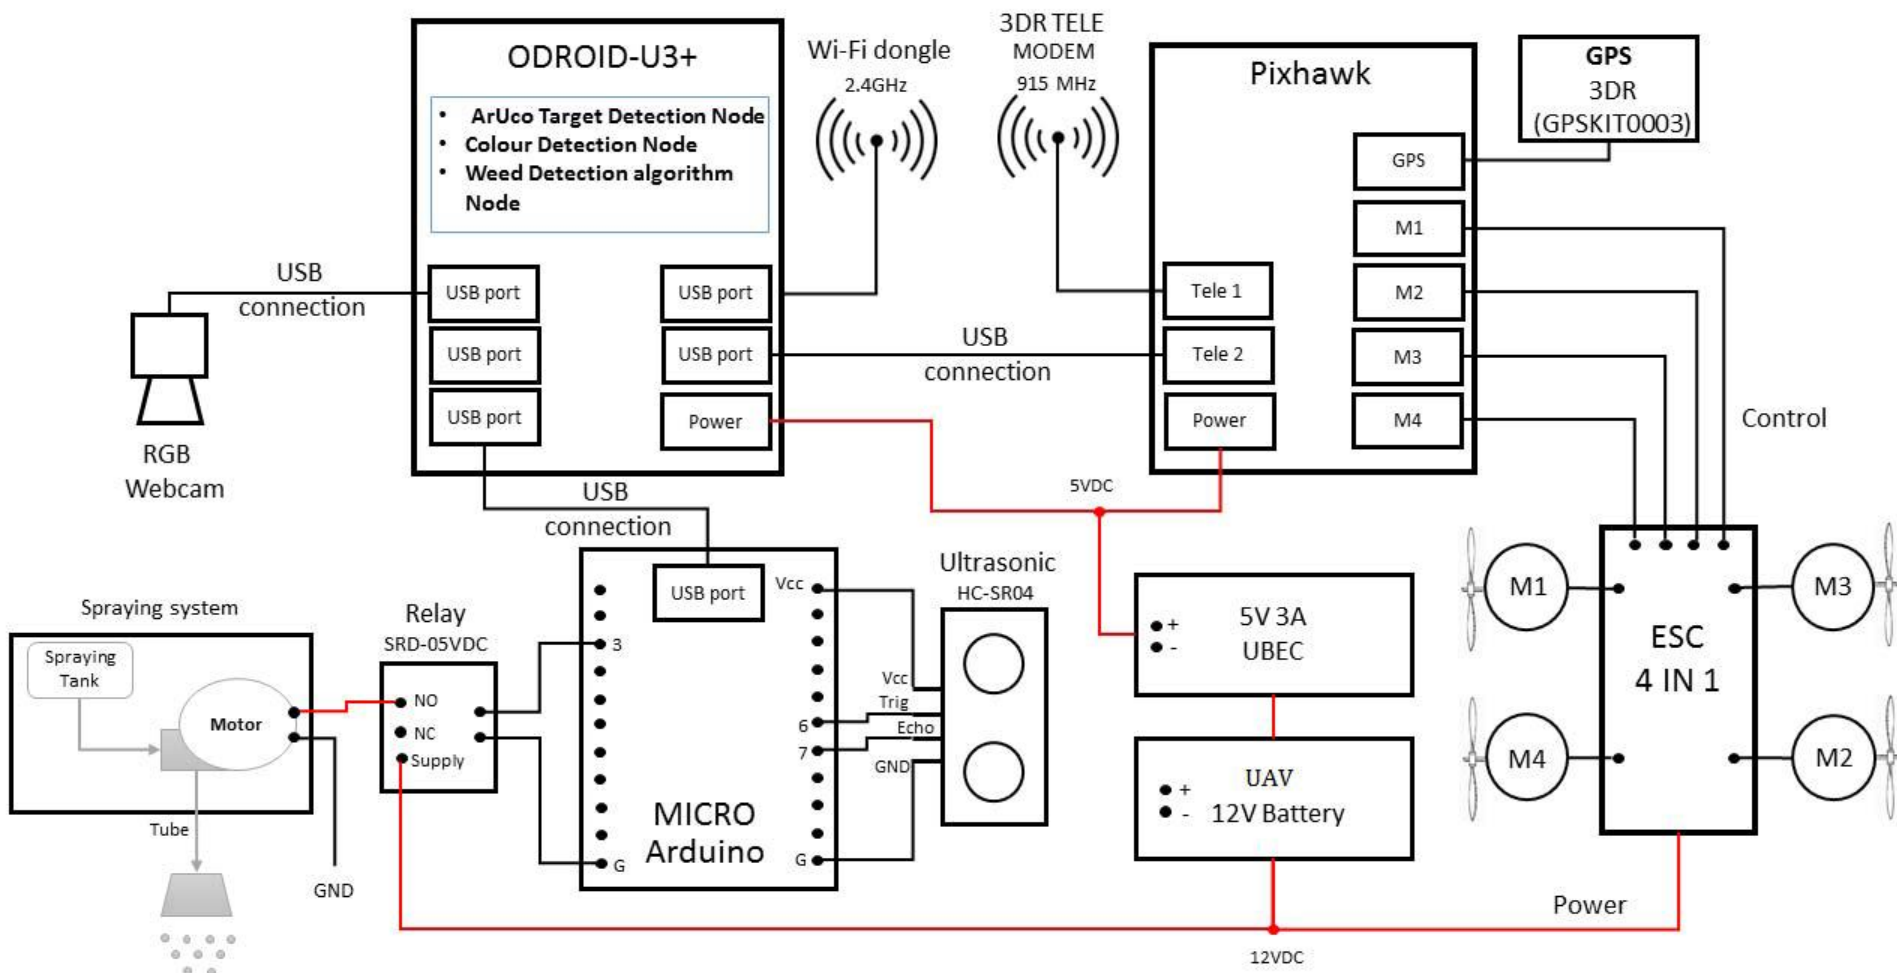 ODROID-U3+
• ArUco Target Detection Node
• Colour Detection Node
• Weed Detection algorithm
Node
USB port
USB port
USB port
USB port
USB port
Power
USB
connection
RGB
Webcam
Wi-Fi dongle
2.4GHz
3DR TELE
MODEM
915 MHz
USB
connection
Pixhawk
Tele 1
Tele 2
Power
GPS
M1
M2
M3
M4
GPS
3DR
(GPSKIT0003)
Control
5VDC
USB
connection
USB port
Vcc
3
6
7
G
G
MICRO
Arduino
Ultrasonic
HC-SR04
Vcc
Trig
Echo
GND
Spraying system
Spraying
Tank
Motor
Tube
GND
Relay
SRD-05VDC
NO
NC
Supply
+
-
5V 3A
UBEC
+
-
UAV
12V Battery
12VDC
Power
M1
M4
ESC
4 IN 1
M3
M2